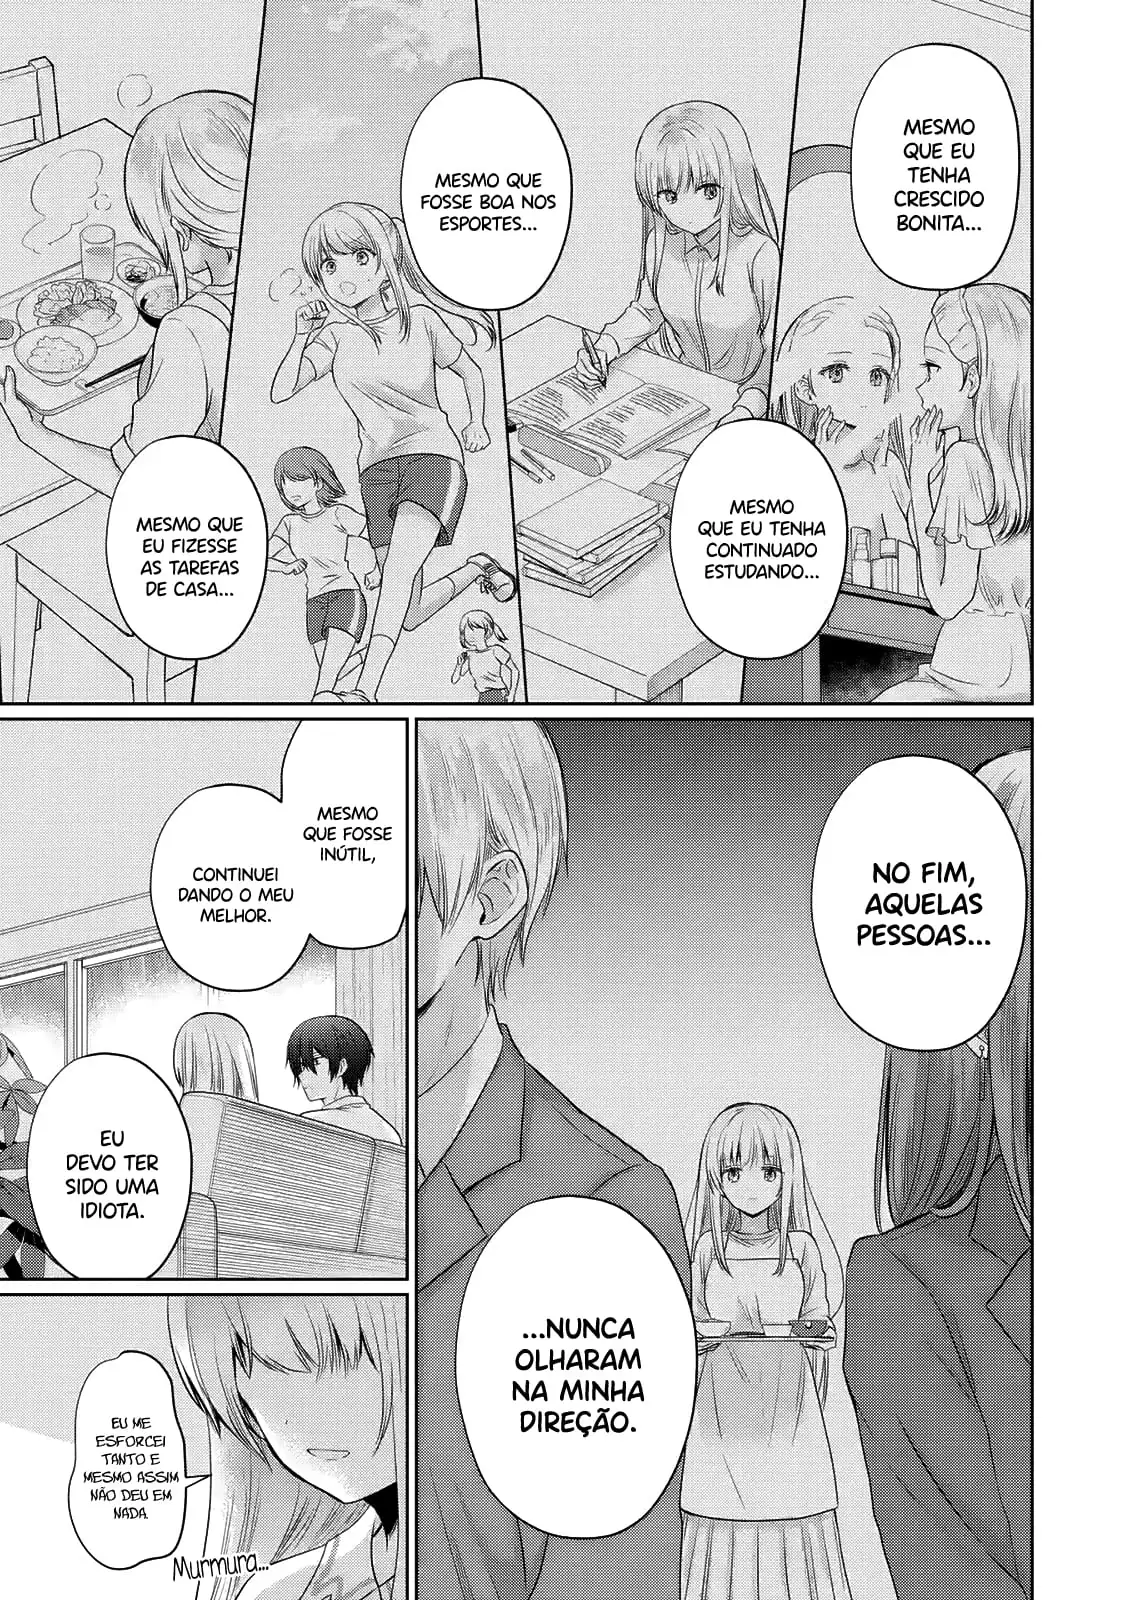 MESMO
QUE EU
TENHA
CRESCIDO
BONITA...
MESMO
QUE EU TENHA
CONTINUADO
ESTUDANDO...
MESMO QUE
FOSSE BOA NOS
ESPORTES...
MESMO QUE
EU FIZESSE
AS TAREFAS
DE CASA...
NO FIM,
AQUELAS
PESSOAS...
...NUNCA
OLHARAM
NA MINHA
DIREÇÃO.
MESMO
QUE FOSSE
INÚTIL,
CONTINUEI
DANDO O MEU
MELHOR.
EU
DEVO TER
SIDO UMA
IDIOTA.
EU ME
ESFORCEI
TANTO E
MESMO ASSIM
NÃO DEU EM
NADA.
Murmura...